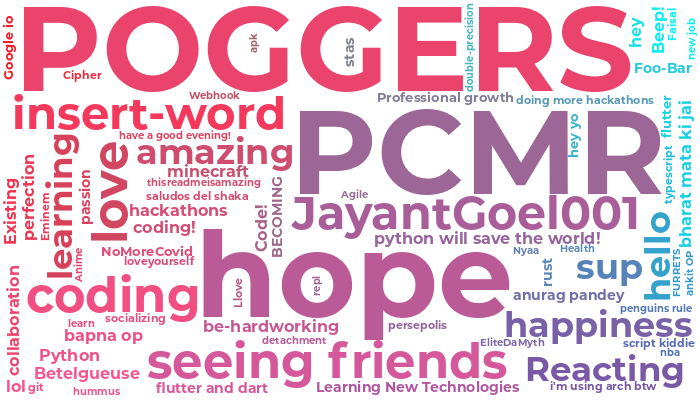 POGGERS
Google io
Cipher
apk
stas
double-precision
hey
Beep!
Faisal
new job
Foo-Bar
Webhook
Professional growth
doing more hackathons
insert-word
PCMR
have a good evening!
amazing
hey yo
flutter
typescript
bharat mata ki jai
learning
love
minecraft
thisreadmeisamazing
saludos del shaka
Agile
Existing
perfection
Eminem
passion
hackathons
coding!
Code!
BECOMING
JayantGoel001
python will save the world!
hello
NoMoreCovid
loveyourself
Anime
hope
Nyaa
Health
rust
sup
FURRETS
ankit OP
collaboration
coding
Llove
repl
anurag pandey
penguins rule
learn
socializing
be-hardworking
persepolis
happiness
bapna op
detachment
EliteDaMyth
script kiddie
nba
Python
seeing friends
Betelgueuse
Reacting
lol
git
hummus
flutter and dart
Learning New Technologies
i'm using arch btw